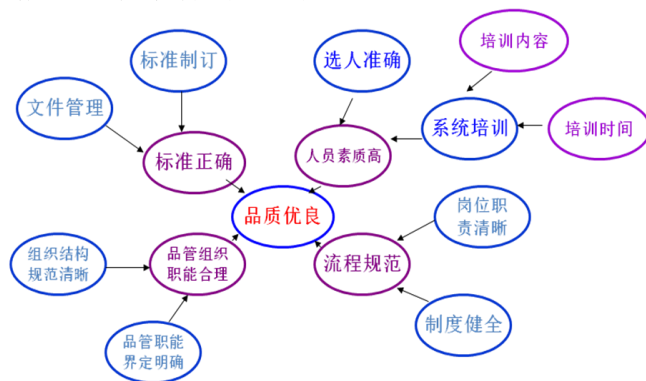 标准制订
选人准确
培训内容
文件管理
系统培训
培训时间
标准正确
人员素质高
品质优良
岗位职
责清晰
组织结构
规范清晰
品管组织
职能合理
流程规范
制度健全
品管职能
界定明确